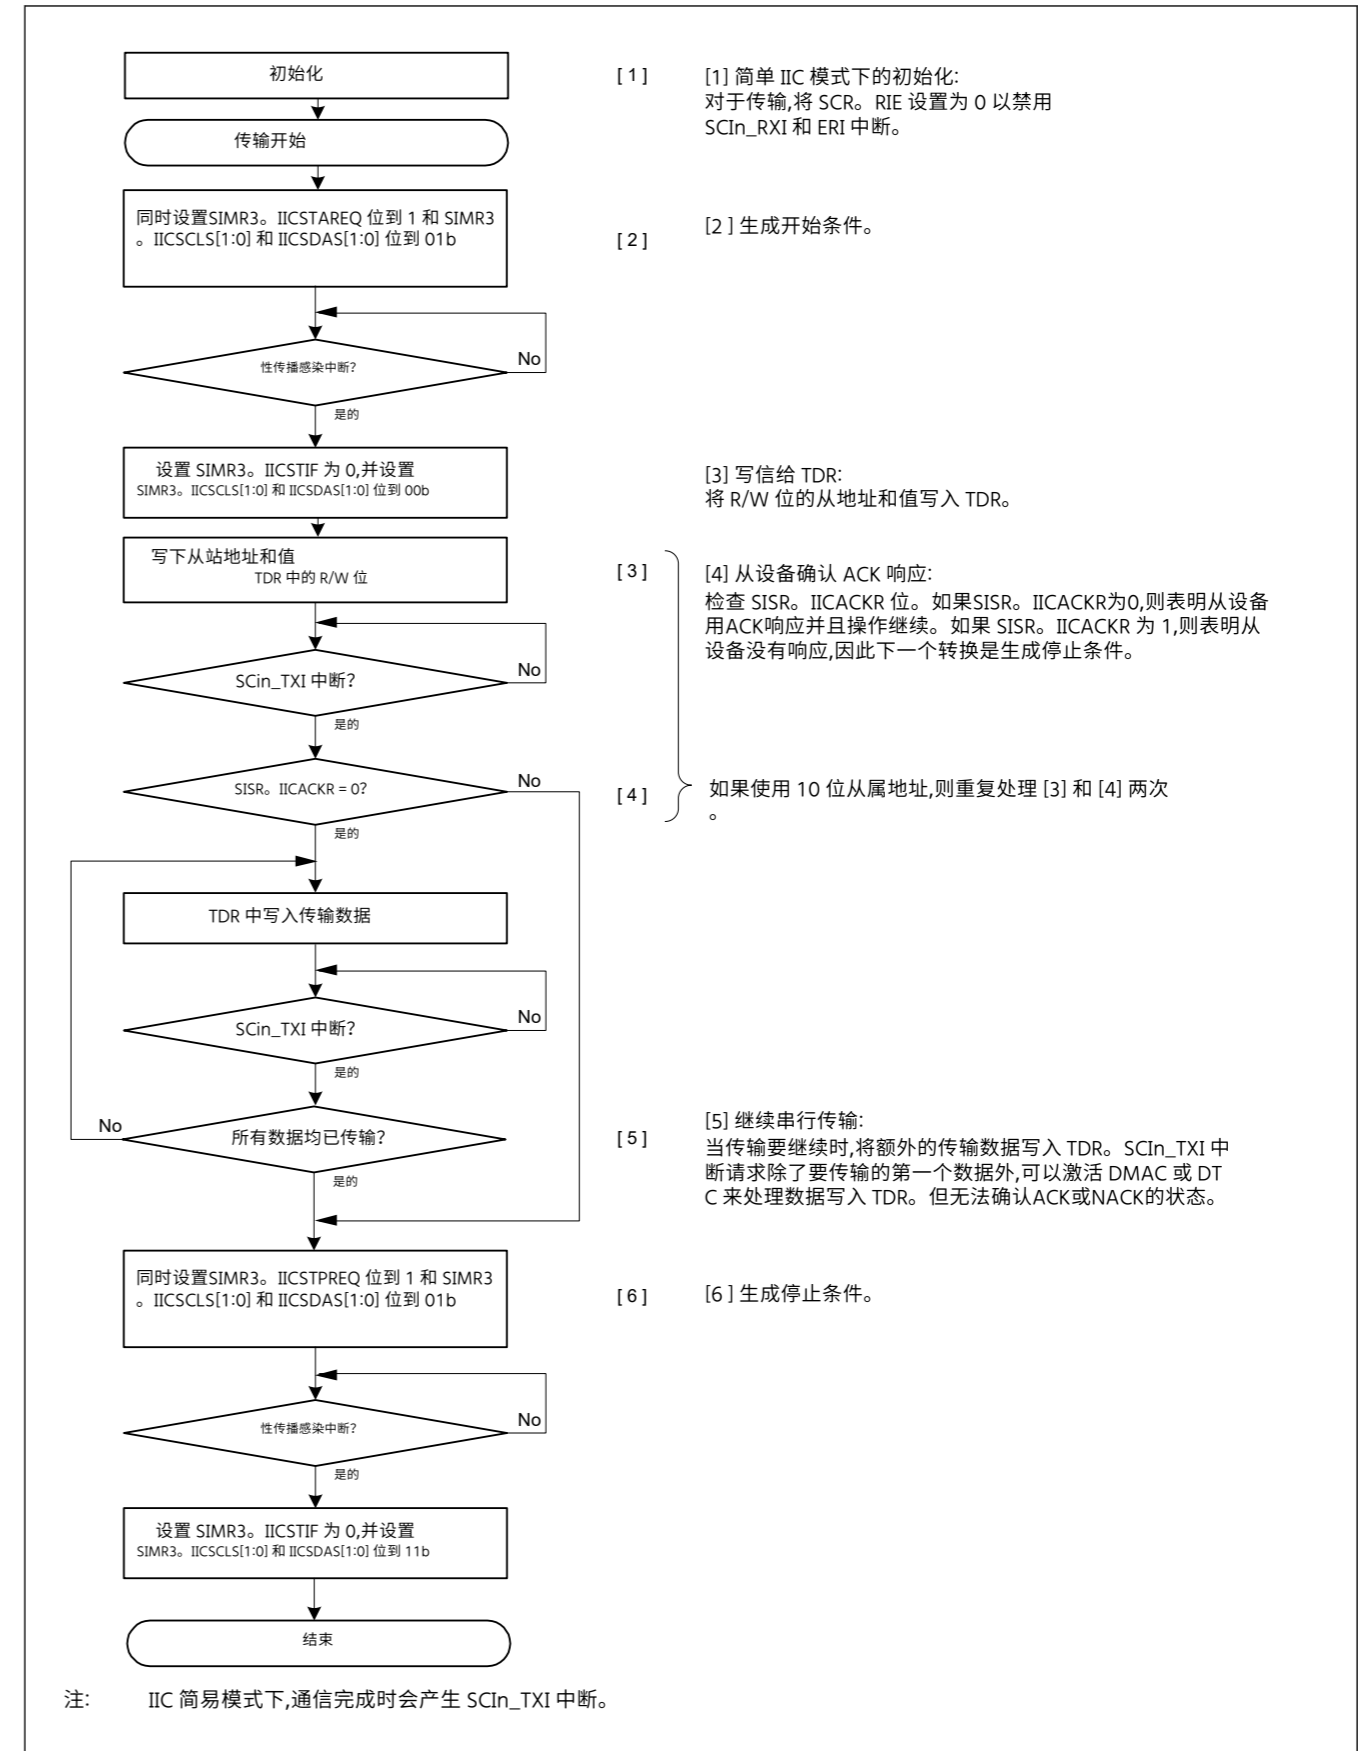 初始化
[ 1 ]
[1] 简单 IIC 模式下的初始化:
对于传输,将 SCR。RIE 设置为 0 以禁用
SCIn_RXI 和 ERI 中断。
传输开始
同时设置SIMR3。IICSTAREQ 位到 1 和 SIMR3
。IICSCLS[1:0] 和 IICSDAS[1:0] 位到 01b
[ 2 ]
[2 ] 生成开始条件。
性传播感染中断?
No
是的
设置 SIMR3。IICSTIF 为 0,并设置
SIMR3。IICSCLS[1:0] 和 IICSDAS[1:0] 位到 00b
[3] 写信给 TDR:
将 R/W 位的从地址和值写入 TDR。
写下从站地址和值
TDR 中的 R/W 位
[ 3 ]
[4] 从设备确认 ACK 响应:
检查 SISR。IICACKR 位。如果SISR。IICACKR为0,则表明从设备
用ACK响应并且操作继续。如果 SISR。IICACKR 为 1,则表明从
设备没有响应,因此下一个转换是生成停止条件。
SCin_TXI 中断?
No
是的
SISR。IICACKR = 0?
No
[ 4 ]
如果使用 10 位从属地址,则重复处理 [3] 和 [4] 两次
。
是的
TDR 中写入传输数据
SCin_TXI 中断?
No
是的
No
所有数据均已传输?
[ 5 ]
[5] 继续串行传输:
当传输要继续时,将额外的传输数据写入 TDR。SCIn_TXI 中
断请求除了要传输的第一个数据外,可以激活 DMAC 或 DT
C 来处理数据写入 TDR。但无法确认ACK或NACK的状态。
是的
同时设置SIMR3。IICSTPREQ 位到 1 和 SIMR3
。IICSCLS[1:0] 和 IICSDAS[1:0] 位到 01b
[ 6 ]
[6 ] 生成停止条件。
性传播感染中断?
No
是的
设置 SIMR3。IICSTIF 为 0,并设置
SIMR3。IICSCLS[1:0] 和 IICSDAS[1:0] 位到 11b
结束
注: IIC 简易模式下,通信完成时会产生 SCIn_TXI 中断。